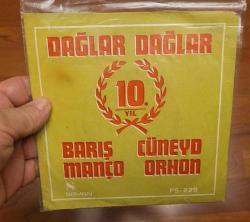 DAĞLAR DAĞLAR
10.
YIL
BARIŞ CÜNEYD
MANÇO ORHON
FS-229